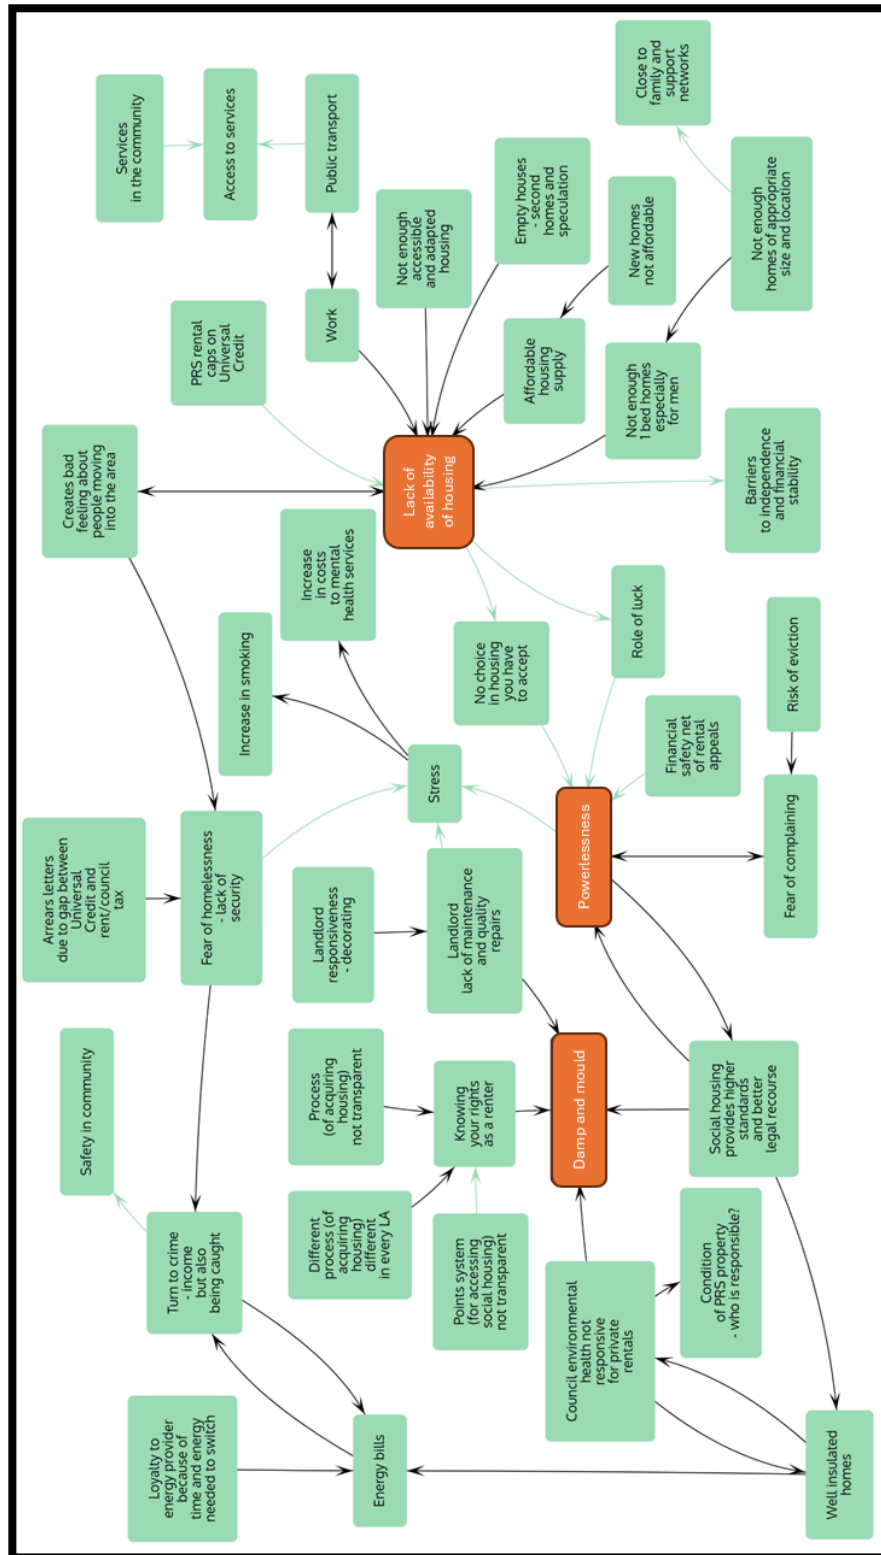 Loyalty to
energy provider
because of
time and energy
needed to switch
Energy bills
Well insulated
homes
Safety in community
Turn to crime
- income
but also
being caught
Different
process (of
acquiring
housing)
different
in every LA
Points system
(for accessing
social housing)
not transparent
Council environmental
health not
responsive
for private
rentals
Condition
of PRS property
- who is responsible?
Process
(of acquiring
housing)
not transparent
Knowing
your rights
as a renter
Damp and mould
Social housing
provides higher
standards
and better
legal recourse
Arrears letters
due to gap between
Universal
Credit and
rent/council
tax
Fear of homelessness
- lack of
security
Landlord
responsiveness
- decorating
Landlord
lack of maintenance
and quality
repairs
Stress
Powerlessness
Fear of complaining
Financial
safety net
of rental
appeals
Risk of eviction
Increase in smoking
Increase
in costs
to mental
health services
No choice
in housing
you have
to accept
Role of luck
Creates bad
feeling about
people moving
into the area
Lack of
availability
of housing
Barriers
to independence
and financial
stability
PRS rental
caps on
Universal
Credit
Work
Not enough
accessible
and adapted
housing
Affordable
housing
supply
Not enough
1 bed homes
especially
for men
Services
in the community
Access to services
Public transport
Empty houses
- second
homes and
speculation
New homes
not affordable
Not enough
homes of appropriate
size and location
Close to
family and
support
networks